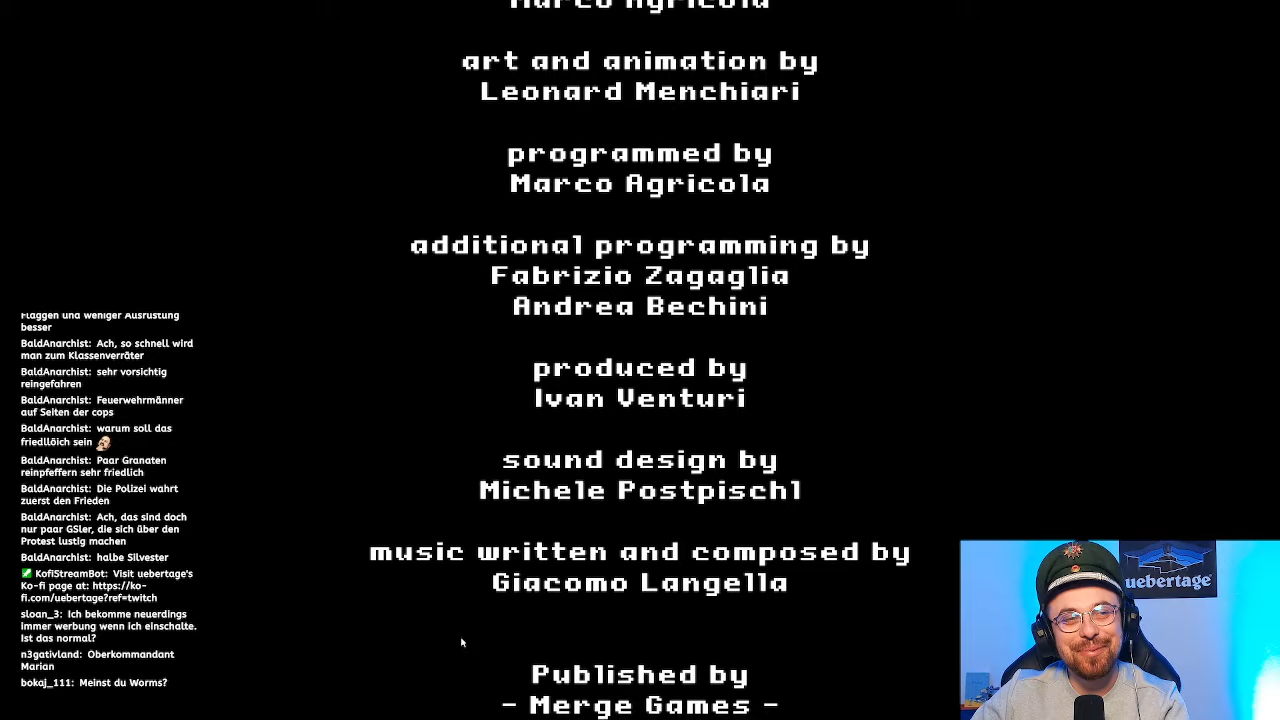 Marco Agricola
art and animation by
Leonard Menchiari
programmed by
Marco Agricola
additional programming by
Fabrizio Zagaglia
Andrea Bechini
produced by
Ivan Venturi
sound design by
Michele Postpischl
music written and composed by
Giacomo Langella
Published by
- Merge Games -
Flaggen und weniger Ausrüstung
besser
BaldAnarchist: Ach, so schnell wird
man zum Klassenverräter
BaldAnarchist: sehr vorsichtig
reingefahren
BaldAnarchist: Feuerwehrmänner
auf Seiten der cops
BaldAnarchist: warum soll das
friedllöich sein
BaldAnarchist: Paar Granaten
reinpfeffern sehr friedlich
BaldAnarchist: Die Polizei wahrt
zuerst den Frieden
BaldAnarchist: Ach, das sind doch
nur paar GSler, die sich über den
Protest lustig machen
BaldAnarchist: halbe Silvester
KofiStreamBot: Visit uebertage's
Ko-fi page at: https://ko-
fi.com/uebertage?ref=twitch
sloan_3: Ich bekomme neuerdings
immer werbung wenn ich einschalte.
Ist das normal?
n3gativland: Oberkommandant
Marian
bokaj_111: Meinst du Worms?
uebertage